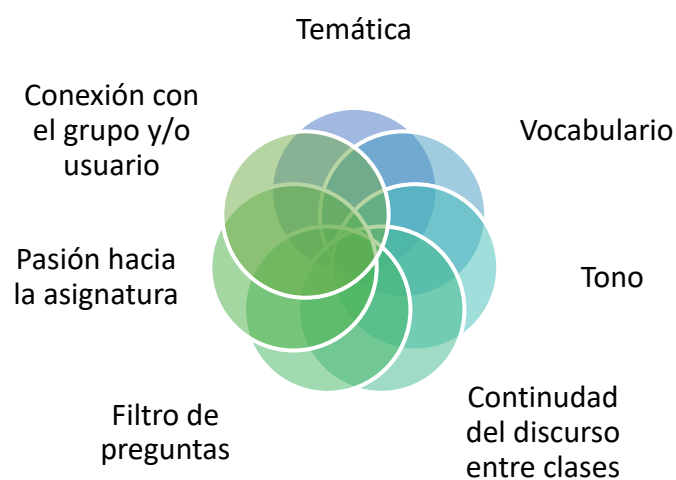 Temática
Vocabulario
Tono
Continudad
del discurso
entre clases
Filtro de
preguntas
Pasión hacia
la asignatura
Conexión con
el grupo y/o
usuario